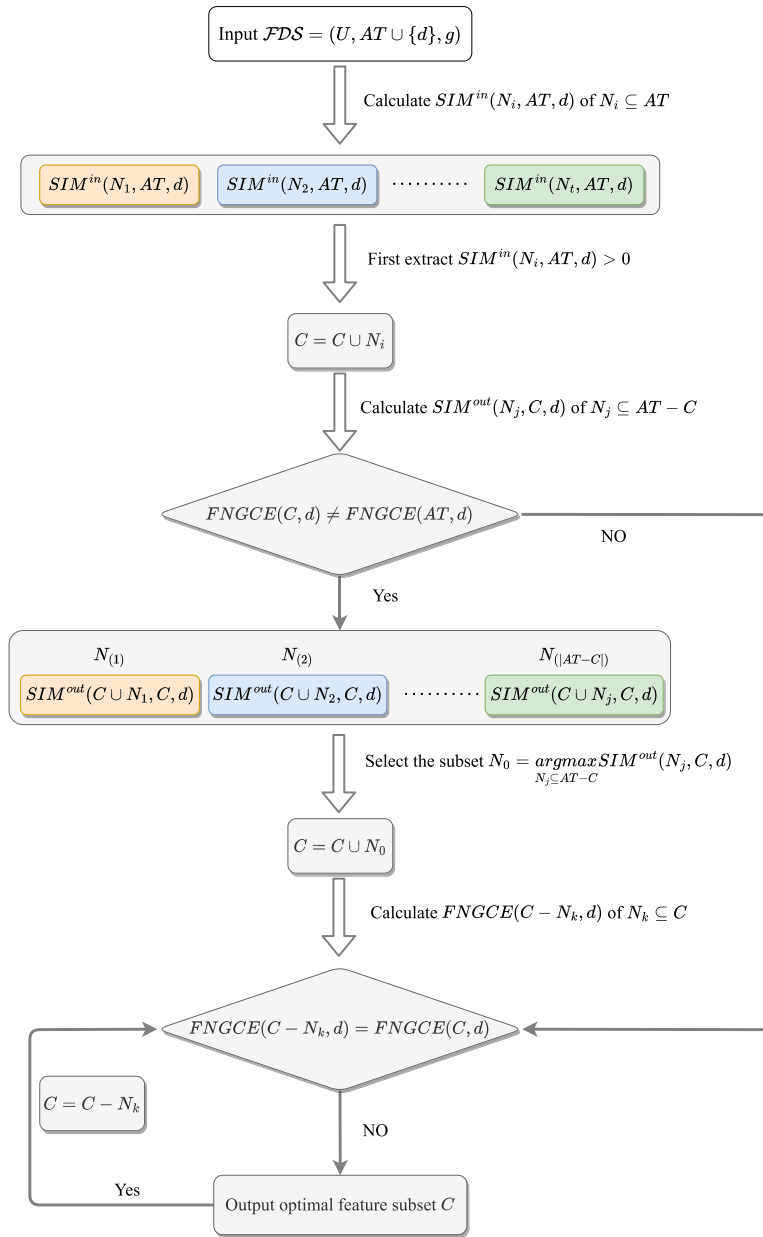 Input 𝓕𝓓𝓢 = (U, AT ∪ {d}, g)
Calculate SIM^{in}(N_i, AT, d) of N_i ⊆ AT
SIM^{in}(N_1, AT, d) SIM^{in}(N_2, AT, d) ·········· SIM^{in}(N_t, AT, d)
First extract SIM^{in}(N_i, AT, d) > 0
C = C ∪ N_i
Calculate SIM^{out}(N_j, C, d) of N_j ⊆ AT − C
FNGCE(C, d) ≠ FNGCE(AT, d)
NO
Yes
N_{(1)} N_{(2)} N_{(|AT−C|)}
SIM^{out}(C ∪ N_1, C, d) SIM^{out}(C ∪ N_2, C, d) ·········· SIM^{out}(C ∪ N_j, C, d)
Select the subset N_0 = argmax SIM^{out}(N_j, C, d)
N_j⊆AT−C
C = C ∪ N_0
Calculate FNGCE(C − N_k, d) of N_k ⊆ C
FNGCE(C − N_k, d) = FNGCE(C, d)
C = C − N_k
NO
Yes
Output optimal feature subset C